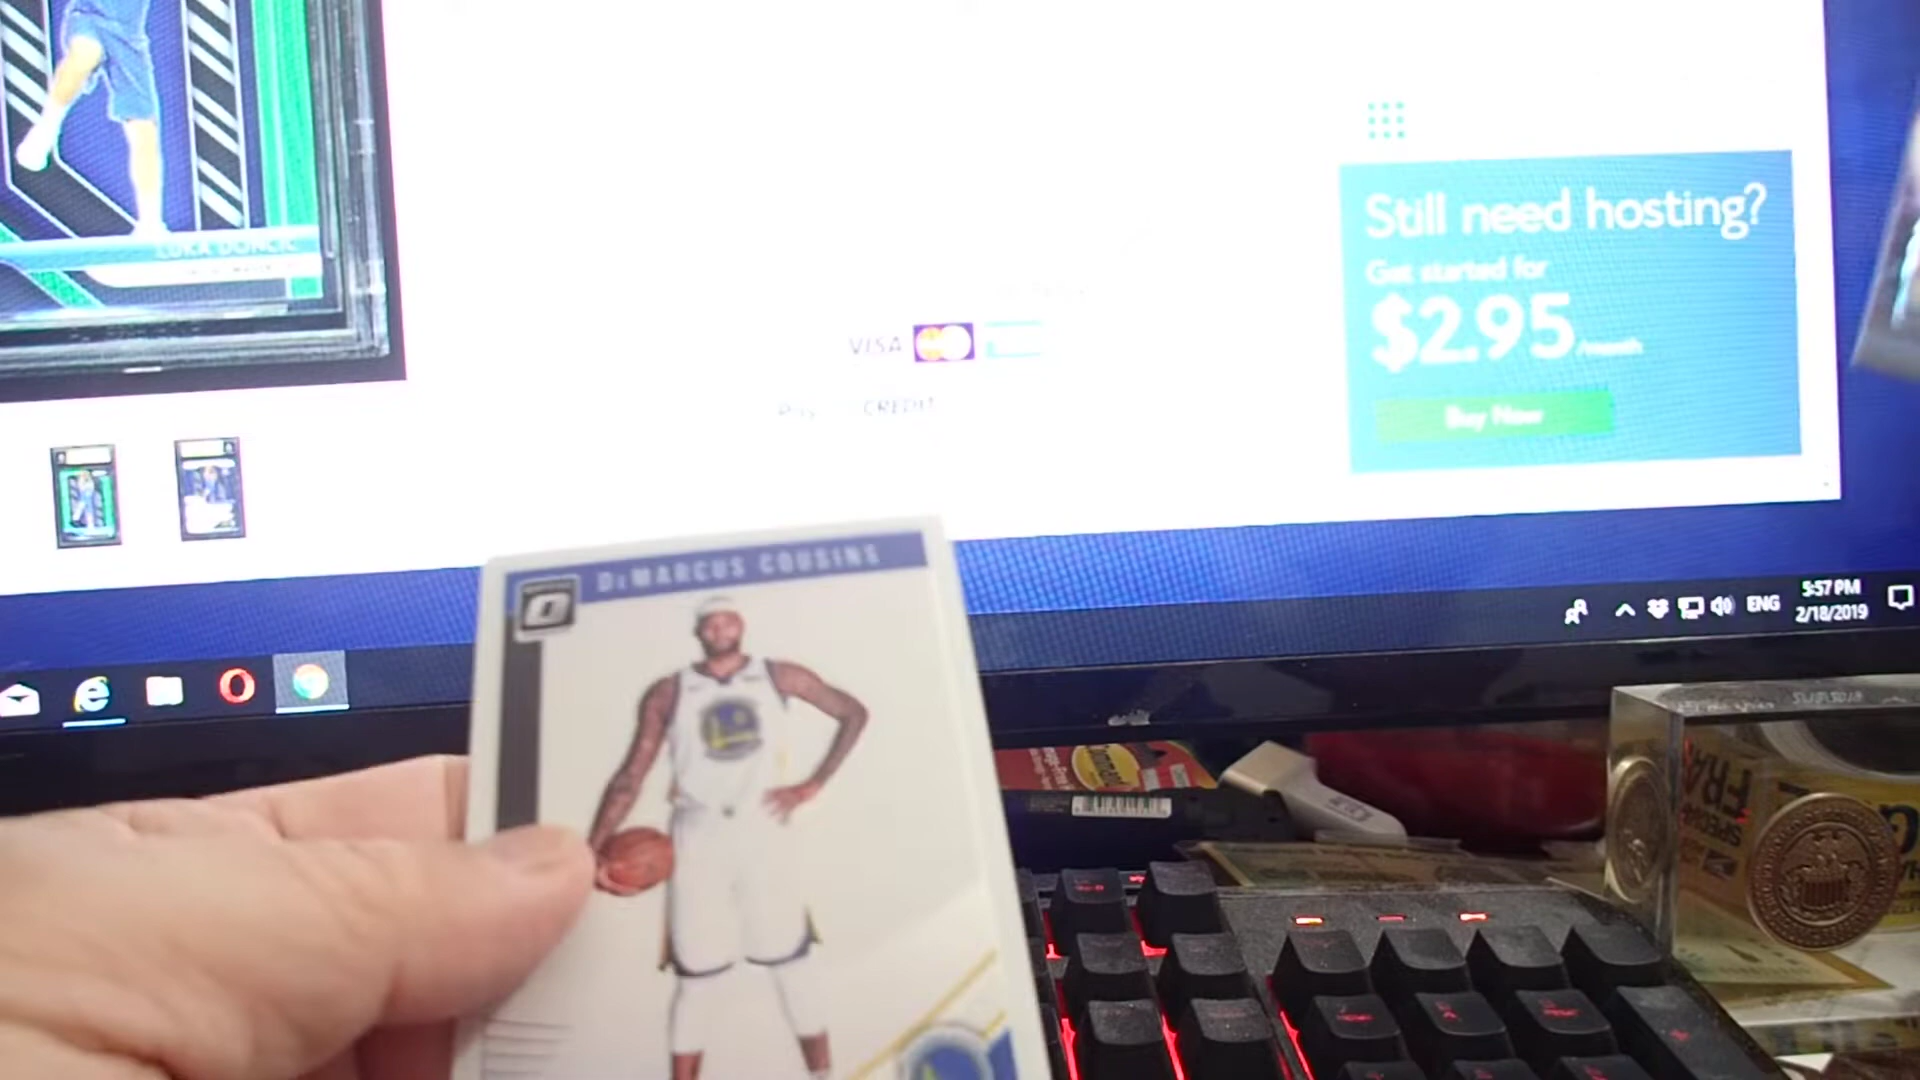 LUKA DONCIC
Still need hosting?
Get started for
$2.95
/month
Buy Now
VISA
CREDIT
DEMARCUS COUSINS
ENG
5:57 PM
2/18/2019